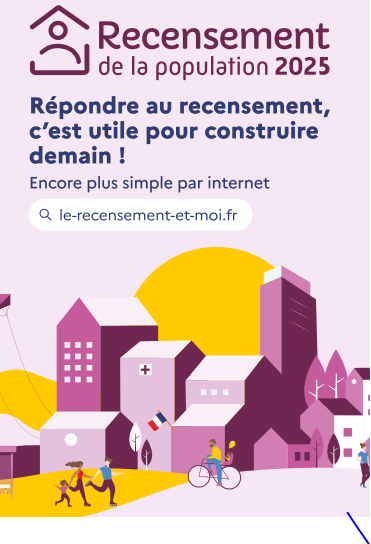 Recensement
de la population 2025
Répondre au recensement,
c'est utile pour construire
demain !
Encore plus simple par internet
le-recensement-et-moi.fr